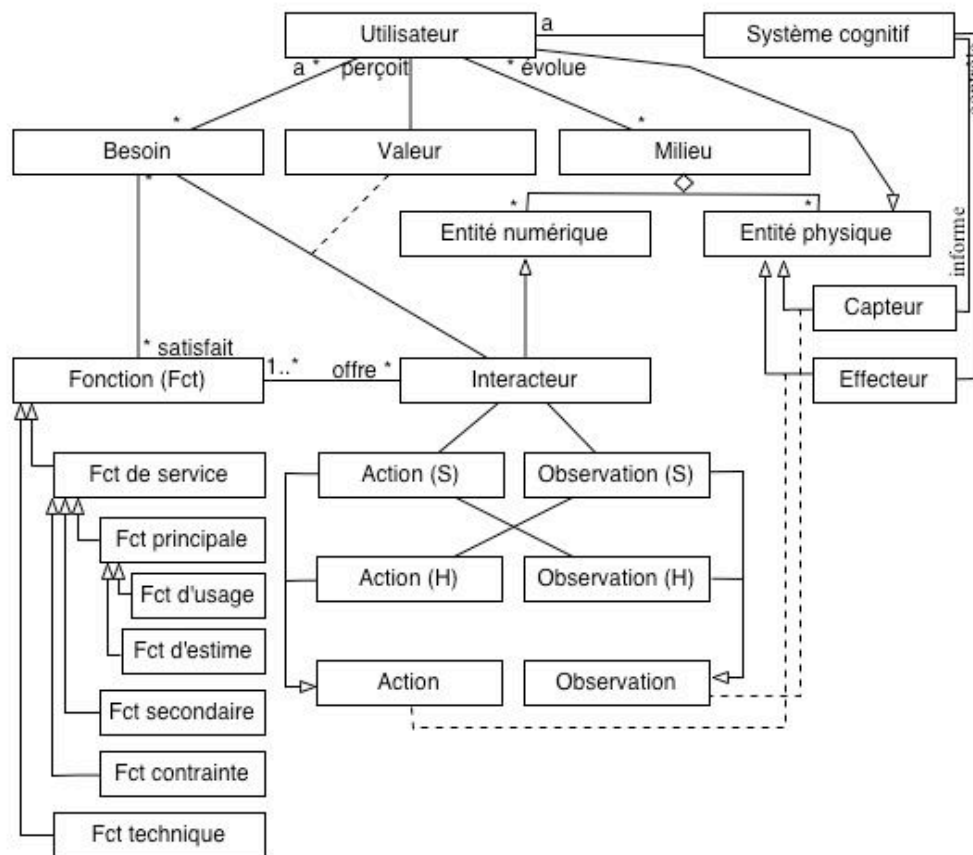 Utilisateur
a
Système cognitif
a *
perçoit
* évolue
*
*
Besoin
Valeur
Milieu
*
*
*
Entité numérique
Entité physique
informe
Capteur
* satisfait
1..*
offre *
Fonction (Fct)
Interacteur
Effecteur
Fct de service
Action (S)
Observation (S)
Fct principale
Action (H)
Observation (H)
Fct d'usage
Fct d'estime
Action
Observation
Fct secondaire
Fct contrainte
Fct technique